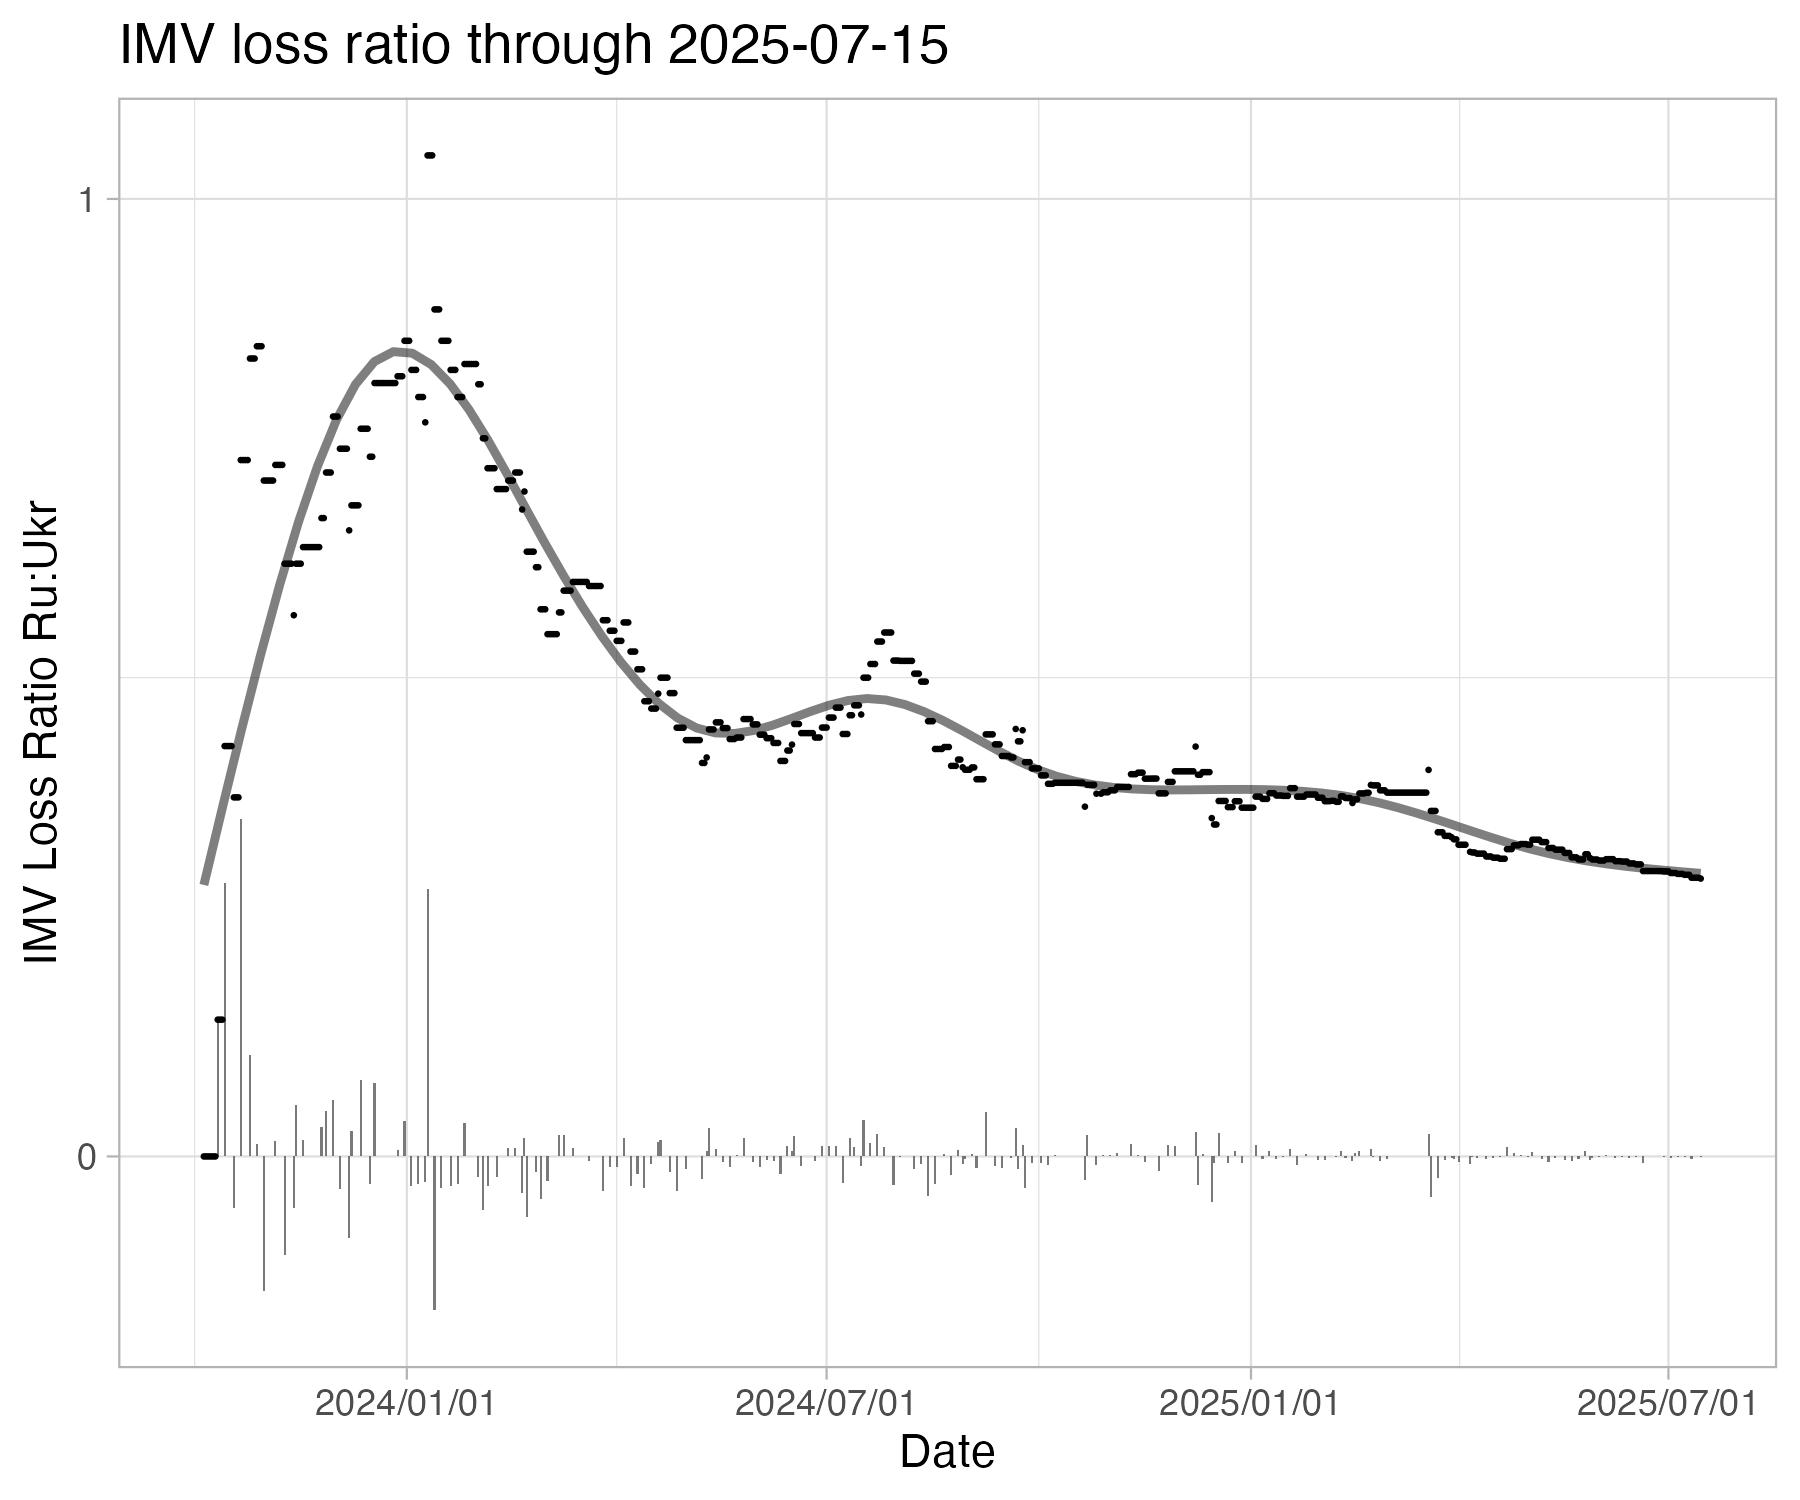 IMV loss ratio through 2025-07-15
IMV Loss Ratio Ru:Ukr
1
0
2024/01/01
2024/07/01
2025/01/01
2025/07/01
Date